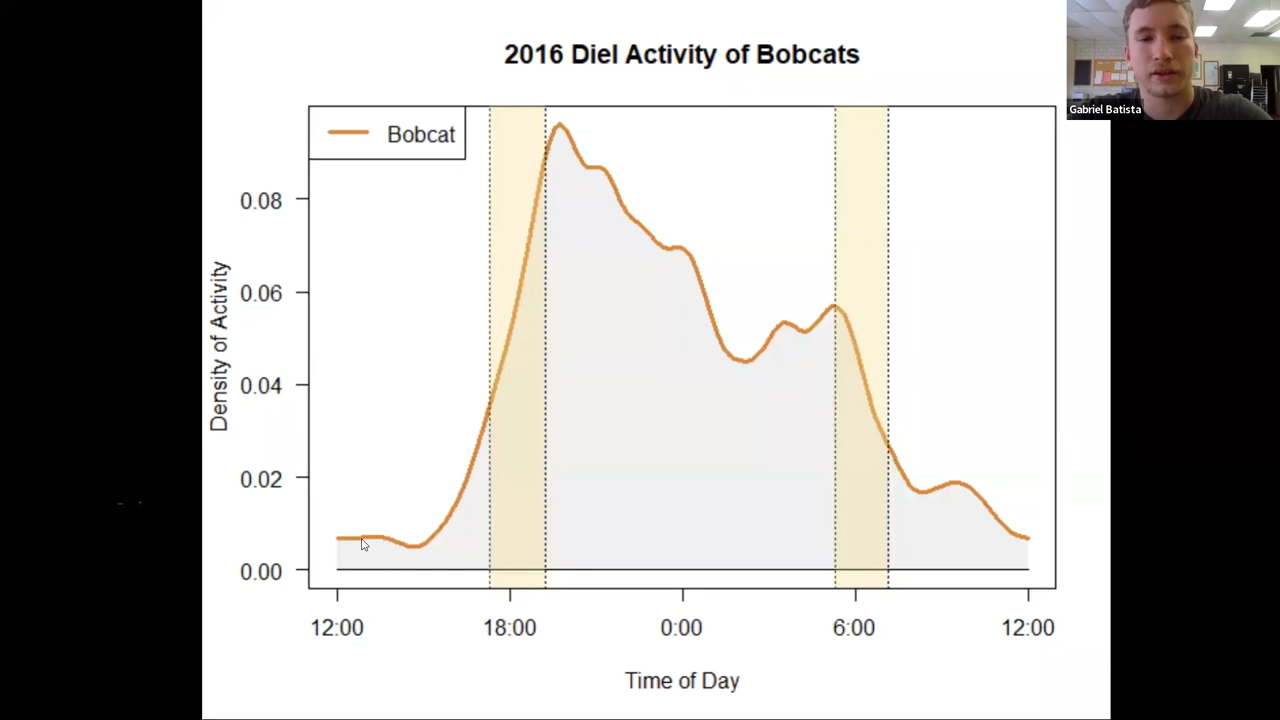 2016 Diel Activity of Bobcats
Gabriel Batista
Bobcat
0.08
0.06
0.04
0.02
0.00
Density of Activity
12:00 18:00 0:00 6:00 12:00
Time of Day